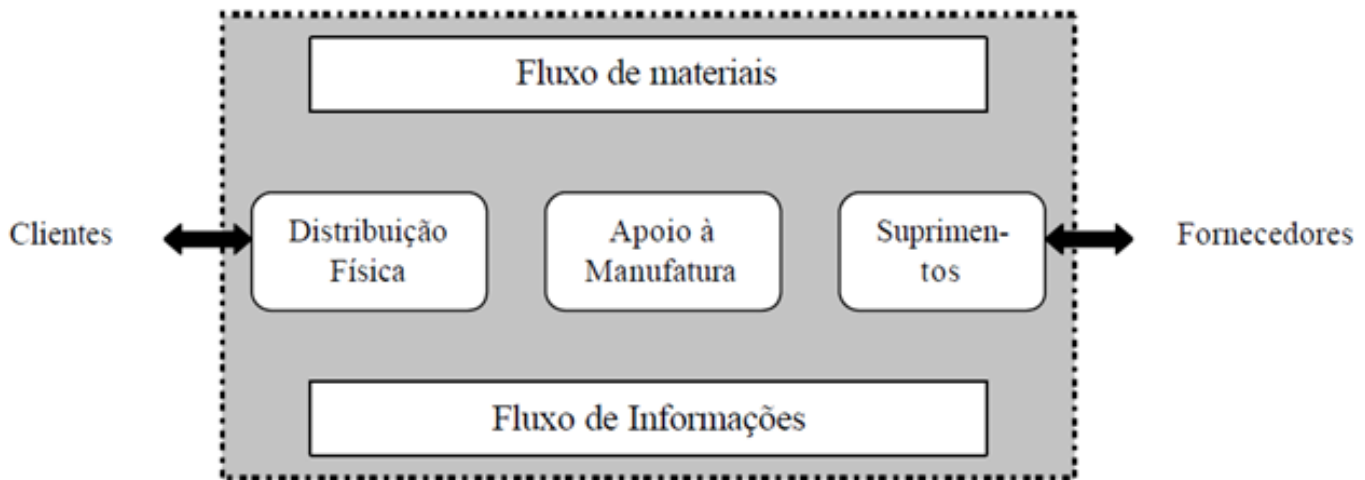 Fluxo de materiais
Clientes
Distribuição
Física
Apoio à
Manufatura
Suprimen-
tos
Fornecedores
Fluxo de Informações